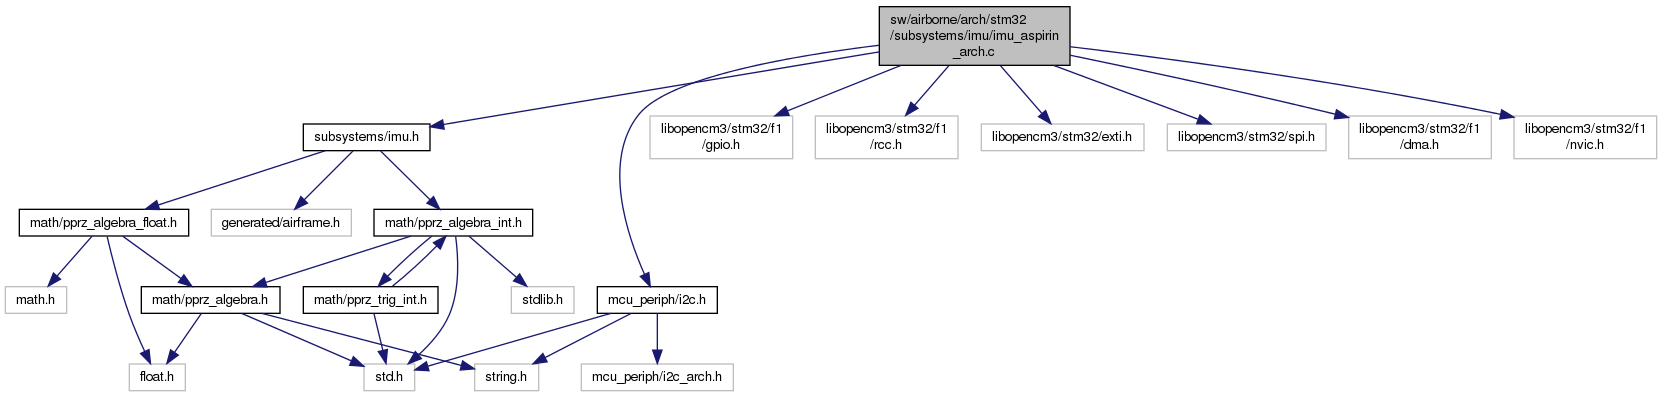 sw/airborne/arch/stm32
/subsystems/imu/imu_aspirin
_arch.c
subsystems/imu.h
libopencm3/stm32/f1
/gpio.h
libopencm3/stm32/f1
/rcc.h
libopencm3/stm32/exti.h
libopencm3/stm32/spi.h
libopencm3/stm32/f1
/dma.h
libopencm3/stm32/f1
/nvic.h
math/pprz_algebra_float.h
generated/airframe.h
math/pprz_algebra_int.h
math.h
math/pprz_algebra.h
math/pprz_trig_int.h
stdlib.h
mcu_periph/i2c.h
float.h
std.h
string.h
mcu_periph/i2c_arch.h